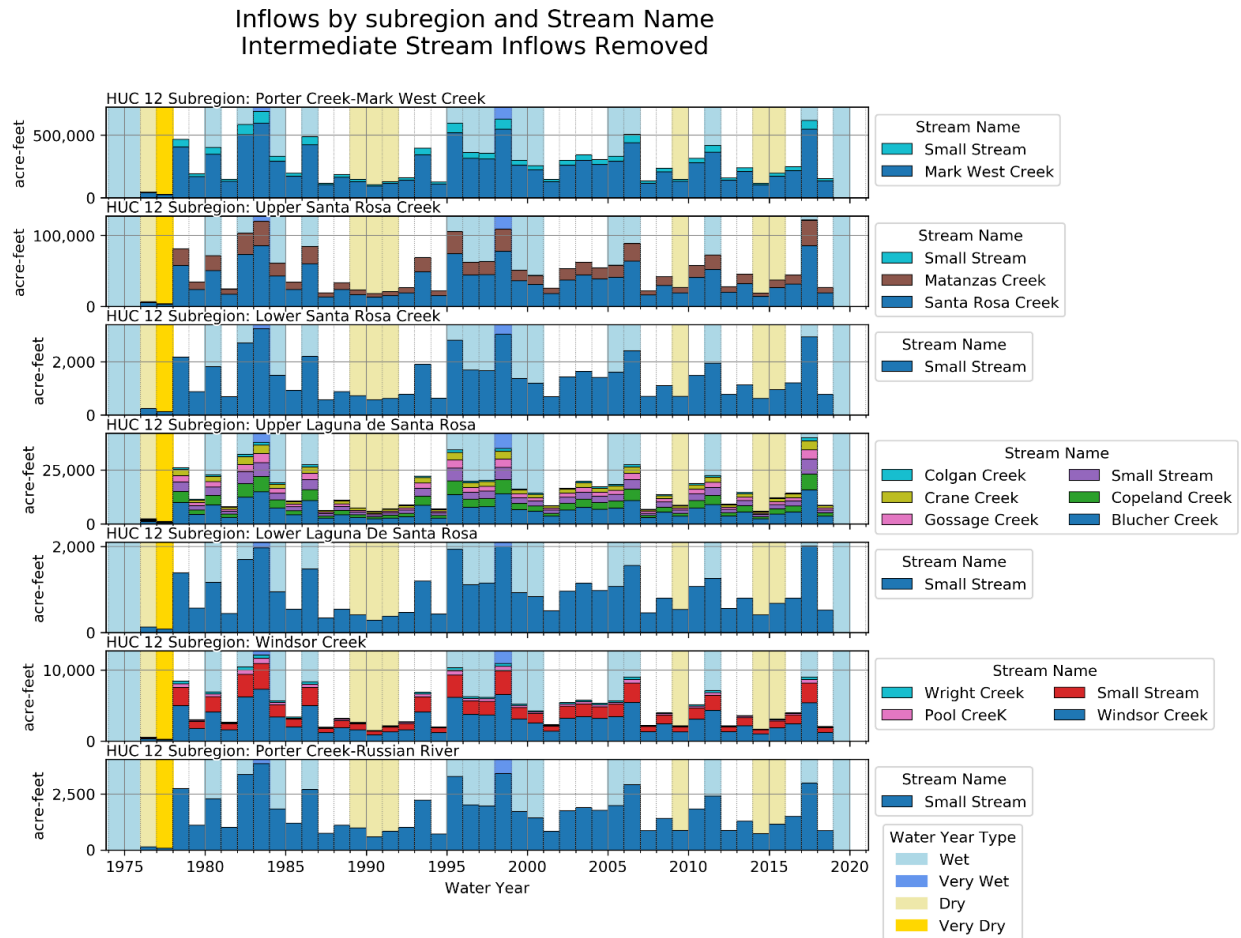 Inflows by subregion and Stream Name
Intermediate Stream Inflows Removed
HUC 12 Subregion: Porter Creek-Mark West Creek
acre-feet
500,000
0
Stream Name
Small Stream
Mark West Creek
HUC 12 Subregion: Upper Santa Rosa Creek
acre-feet
100,000
0
Stream Name
Small Stream
Matanzas Creek
Santa Rosa Creek
HUC 12 Subregion: Lower Santa Rosa Creek
acre-feet
2,000
0
Stream Name
Small Stream
HUC 12 Subregion: Upper Laguna de Santa Rosa
acre-feet
25,000
0
Stream Name
Colgan Creek
Crane Creek
Gossage Creek
Small Stream
Copeland Creek
Blucher Creek
HUC 12 Subregion: Lower Laguna De Santa Rosa
acre-feet
2,000
0
Stream Name
Small Stream
HUC 12 Subregion: Windsor Creek
acre-feet
10,000
0
Stream Name
Wright Creek
Pool CreeK
Small Stream
Windsor Creek
HUC 12 Subregion: Porter Creek-Russian River
acre-feet
2,500
0
Stream Name
Small Stream
1975 1980 1985 1990 1995 2000 2005 2010 2015 2020
Water Year
Water Year Type
Wet
Very Wet
Dry
Very Dry